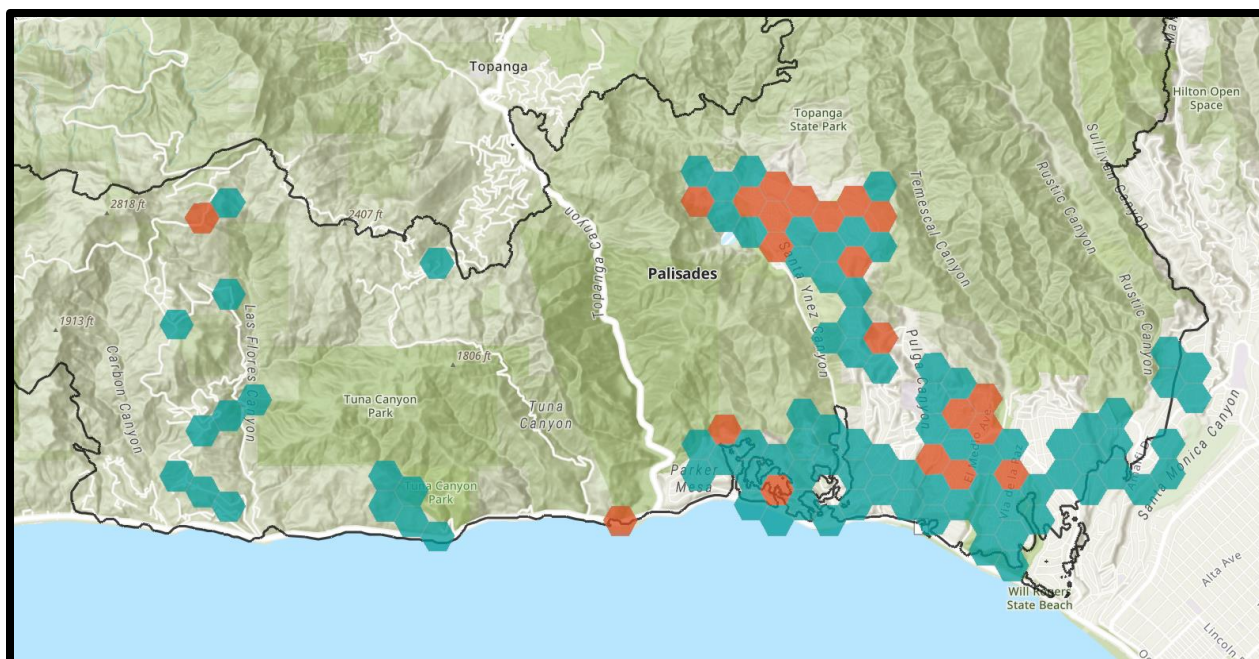 Topanga
Topanga
State Park
Hilton Open
Space
Sullivan Canyon
Rustic Canyon
Temescal Canyon
2818 ft
2407 ft
Topanga Canyon
Palisades
Santa Ynez Canyon
Rustic Canyon
Las Flores Canyon
1913 ft
1806 ft
Pulga Canyon
Carbon Canyon
Tuna Canyon
Park
Tuna
Canyon
El Medio Ave
Parker
Mesa
Via de la Paz
Santa Monica Canyon
Tuna Canyon
Park
Alta Ave
Will Rogers
State Beach
Lincoln